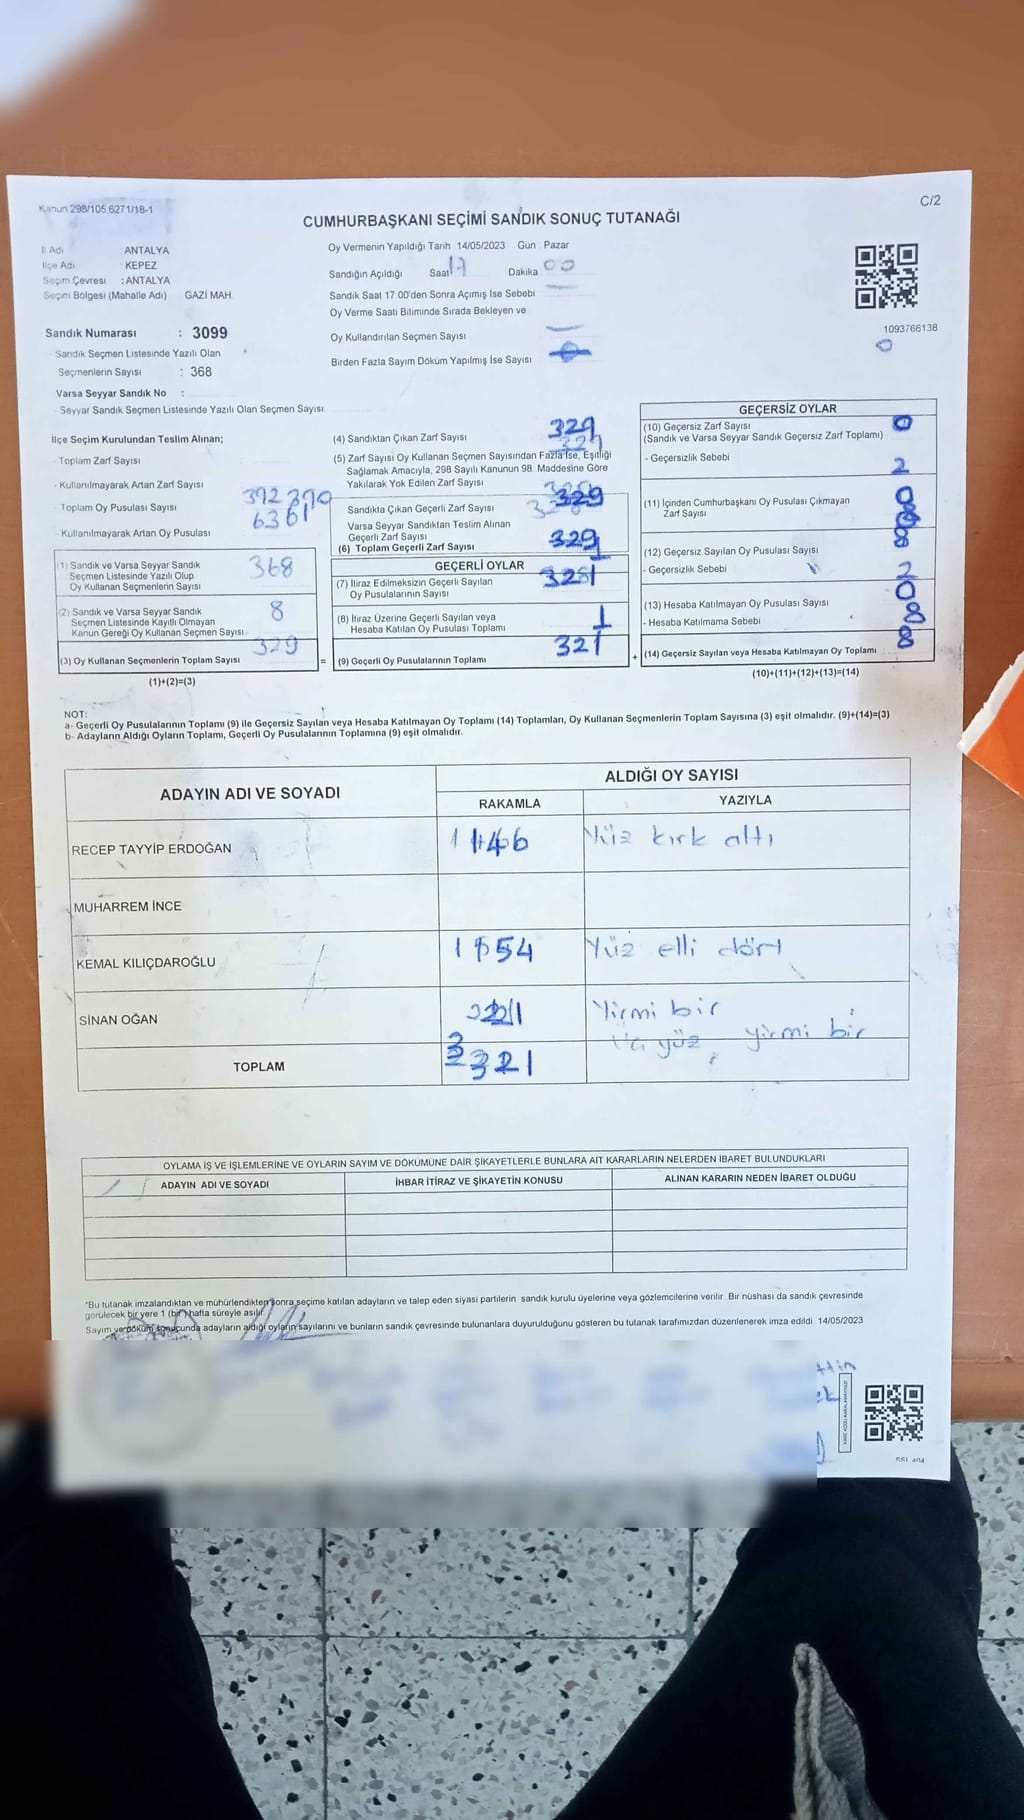 Kanun 298/105,6271/18-1
C/2
CUMHURBAŞKANI SEÇİMİ SANDIK SONUÇ TUTANAĞI
İl Adı : ANTALYA
İlçe Adı : KEPEZ
Seçim Çevresi : ANTALYA
Seçim Bölgesi (Mahalle Adı) GAZİ MAH.
Sandık Numarası : 3099
Sandık Seçmen Listesinde Yazılı Olan
Seçmenlerin Sayısı : 368
Varsa Seyyar Sandık No :
Seyyar Sandık Seçmen Listesinde Yazılı Olan Seçmen Sayısı
Oy Vermenin Yapıldığı Tarih 14/05/2023 Gün Pazar
Sandığın Açıldığı Saat 17 Dakika 00
Sandık Saat 17 00'den Sonra Açımış İse Sebebi
Oy Verme Saati Bitiminde Sırada Bekleyen ve
Oy Kullandırılan Seçmen Sayısı
Birden Fazla Sayım Döküm Yapılmış İse Sayısı
1093766138
0
İlçe Seçim Kurulundan Teslim Alınan;
- Toplam Zarf Sayısı
- Kullanılmayarak Artan Zarf Sayısı
Toplam Oy Pusulası Sayısı
- Kullanılmayarak Artan Oy Pusulası
(1) Sandık ve Varsa Seyyar Sandık
Seçmen Listesinde Yazılı Olup
Oy Kullanan Seçmenlerin Sayısı
368
(2) Sandık ve Varsa Seyyar Sandık
Seçmen Listesinde Kayıtlı Olmayan
Kanun Gereği Oy Kullanan Seçmen Sayısı
8
(3) Oy Kullanan Seçmenlerin Toplam Sayısı
329
(1)+(2)=(3)
(4) Sandıktan Çıkan Zarf Sayısı
329
(5) Zarf Sayısı Oy Kullanan Seçmen Sayısından Fazla İse, Eşitliği
Sağlamak Amacıyla, 298 Sayılı Kanunun 98. Maddesine Göre
Yakılarak Yok Edilen Zarf Sayısı
Sandıkta Çıkan Geçerli Zarf Sayısı
329
Varsa Seyyar Sandıktan Teslim Alınan
Geçerli Zarf Sayısı
(6) Toplam Geçerli Zarf Sayısı
329
GEÇERLİ OYLAR
(7) İtiraz Edilmeksizin Geçerli Sayılan
Oy Pusulalarının Sayısı
(8) İtiraz Üzerine Geçerli Sayılan veya
Hesaba Katılan Oy Pusulası Toplamı
=
(9) Geçerli Oy Pusulalarının Toplamı
321
+
GEÇERSİZ OYLAR
(10) Geçersiz Zarf Sayısı
(Sandık ve Varsa Seyyar Sandık Geçersiz Zarf Toplamı)
0
- Geçersizlik Sebebi
2
(11) İçinden Cumhurbaşkanı Oy Pusulası Çıkmayan
Zarf Sayısı
(12) Geçersiz Sayılan Oy Pusulası Sayısı
- Geçersizlik Sebebi
(13) Hesaba Katılmayan Oy Pusulası Sayısı
0
- Hesaba Katılmama Sebebi
(14) Geçersiz Sayılan veya Hesaba Katılmayan Oy Toplamı
8
(10)+(11)+(12)+(13)=(14)
NOT:
a- Geçerli Oy Pusulalarının Toplamı (9) ile Geçersiz Sayılan veya Hesaba Katılmayan Oy Toplamı (14) Toplamları, Oy Kullanan Seçmenlerin Toplam Sayısına (3) eşit olmalıdır. (9)+(14)=(3)
b- Adayların Aldığı Oyların Toplamı, Geçerli Oy Pusulalarının Toplamına (9) eşit olmalıdır.
ADAYIN ADI VE SOYADI
ALDIĞI OY SAYISI
RAKAMLA
YAZIYLA
RECEP TAYYİP ERDOĞAN
Yüz kırk altı
MUHARREM İNCE
KEMAL KILIÇDAROĞLU
Yüz elli dört
SİNAN OĞAN
Yirmi bir
TOPLAM 321 Üç yüz yirmi bir
OYLAMA İŞ VE İŞLEMLERİNE VE OYLARIN SAYIM VE DÖKÜMÜNE DAİR ŞİKAYETLERLE BUNLARA AİT KARARLARIN NELERDEN İBARET BULUNDUKLARI
ADAYIN ADI VE SOYADI
İHBAR İTİRAZ VE ŞİKAYETİN KONUSU
ALINAN KARARIN NEDEN İBARET OLDUĞU
*Bu tutanak imzalandıktan ve mühürlendikten sonra seçime katılan adayların ve talep eden siyasi partilerin sandık kurulu üyelerine veya gözlemcilerine verilir. Bir nüshası da sandık çevresinde
görülecek bir yere 1 (bir) hafta süreyle asılır.
Sayım ve döküm sonucunda adayların aldığı oyların sayılarını ve bunların sandık çevresinde bulunanlara duyurulduğunu gösteren bu tutanak tarafımızdan düzenlenerek imza edildi. 14/05/2023